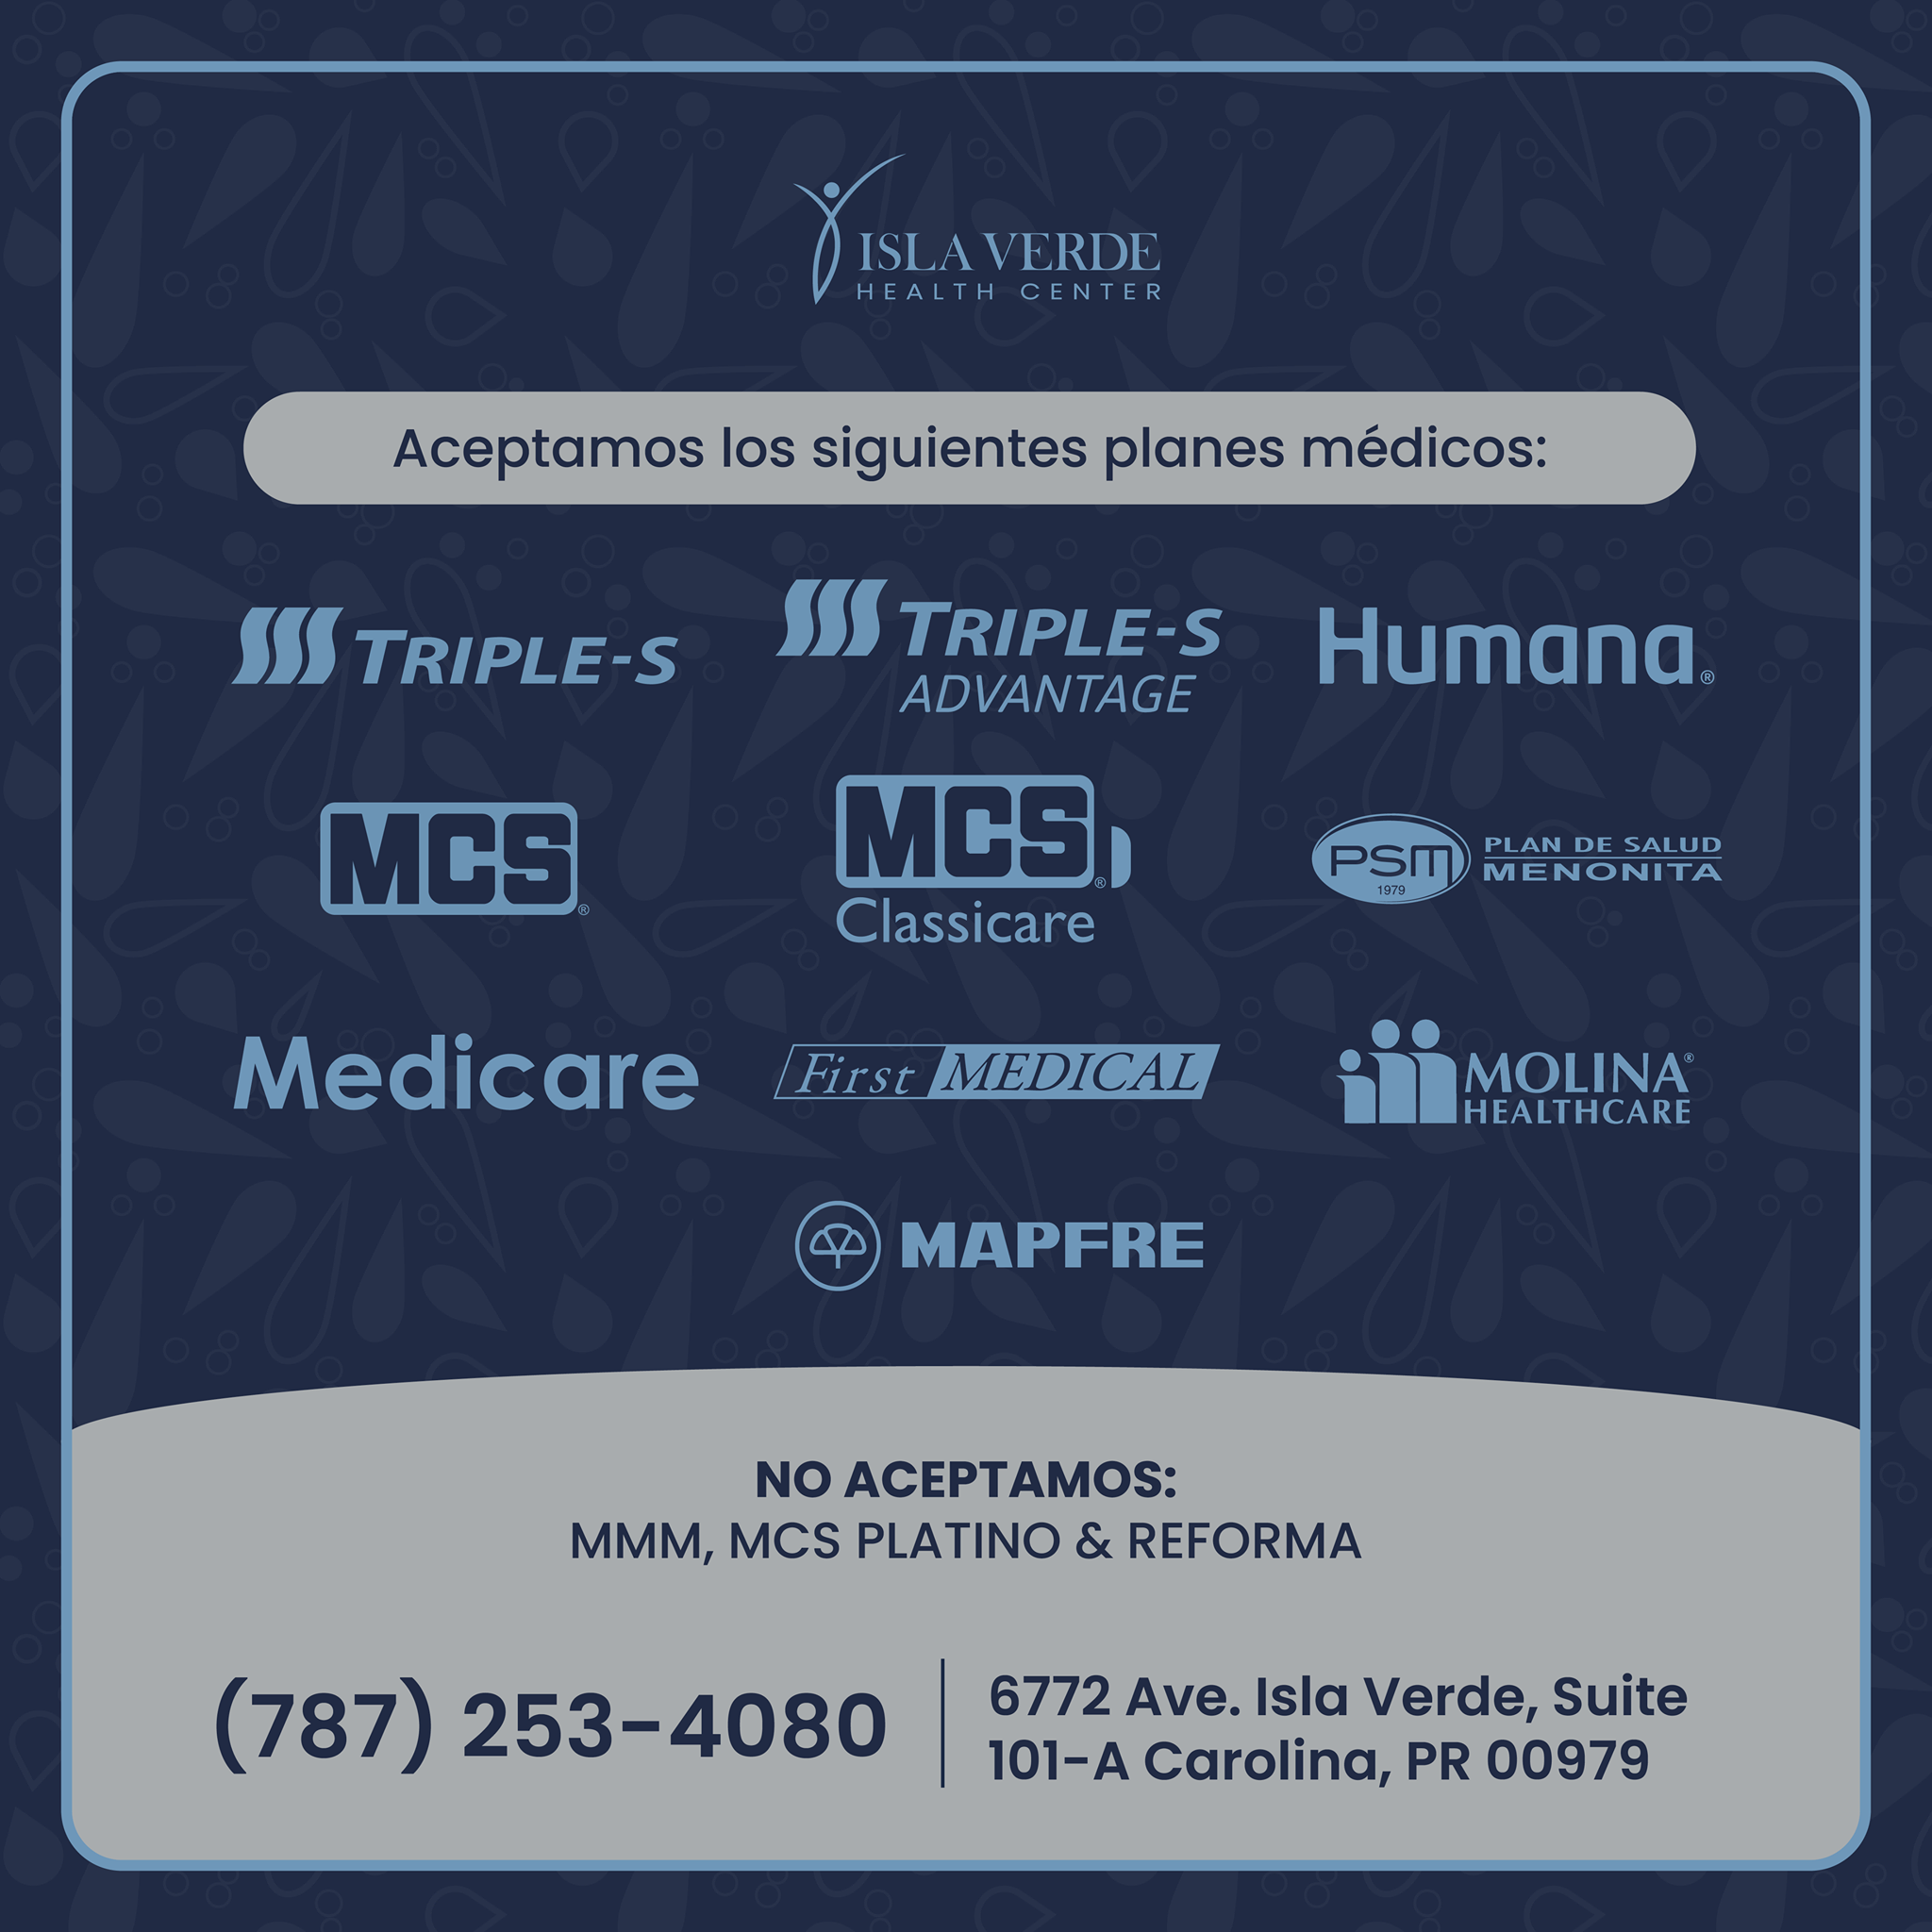 ISLA VERDE
HEALTH CENTER
Aceptamos los siguientes planes médicos:
TRIPLE-S
TRIPLE-S
ADVANTAGE
Humana®
MCS®
MCS®
Classicare
PSM
1979
PLAN DE SALUD
MENONITA
Medicare
First MEDICAL
MOLINA®
HEALTHCARE
MAPFRE
NO ACEPTAMOS:
MMM, MCS PLATINO & REFORMA
(787) 253-4080
6772 Ave. Isla Verde, Suite
101-A Carolina, PR 00979